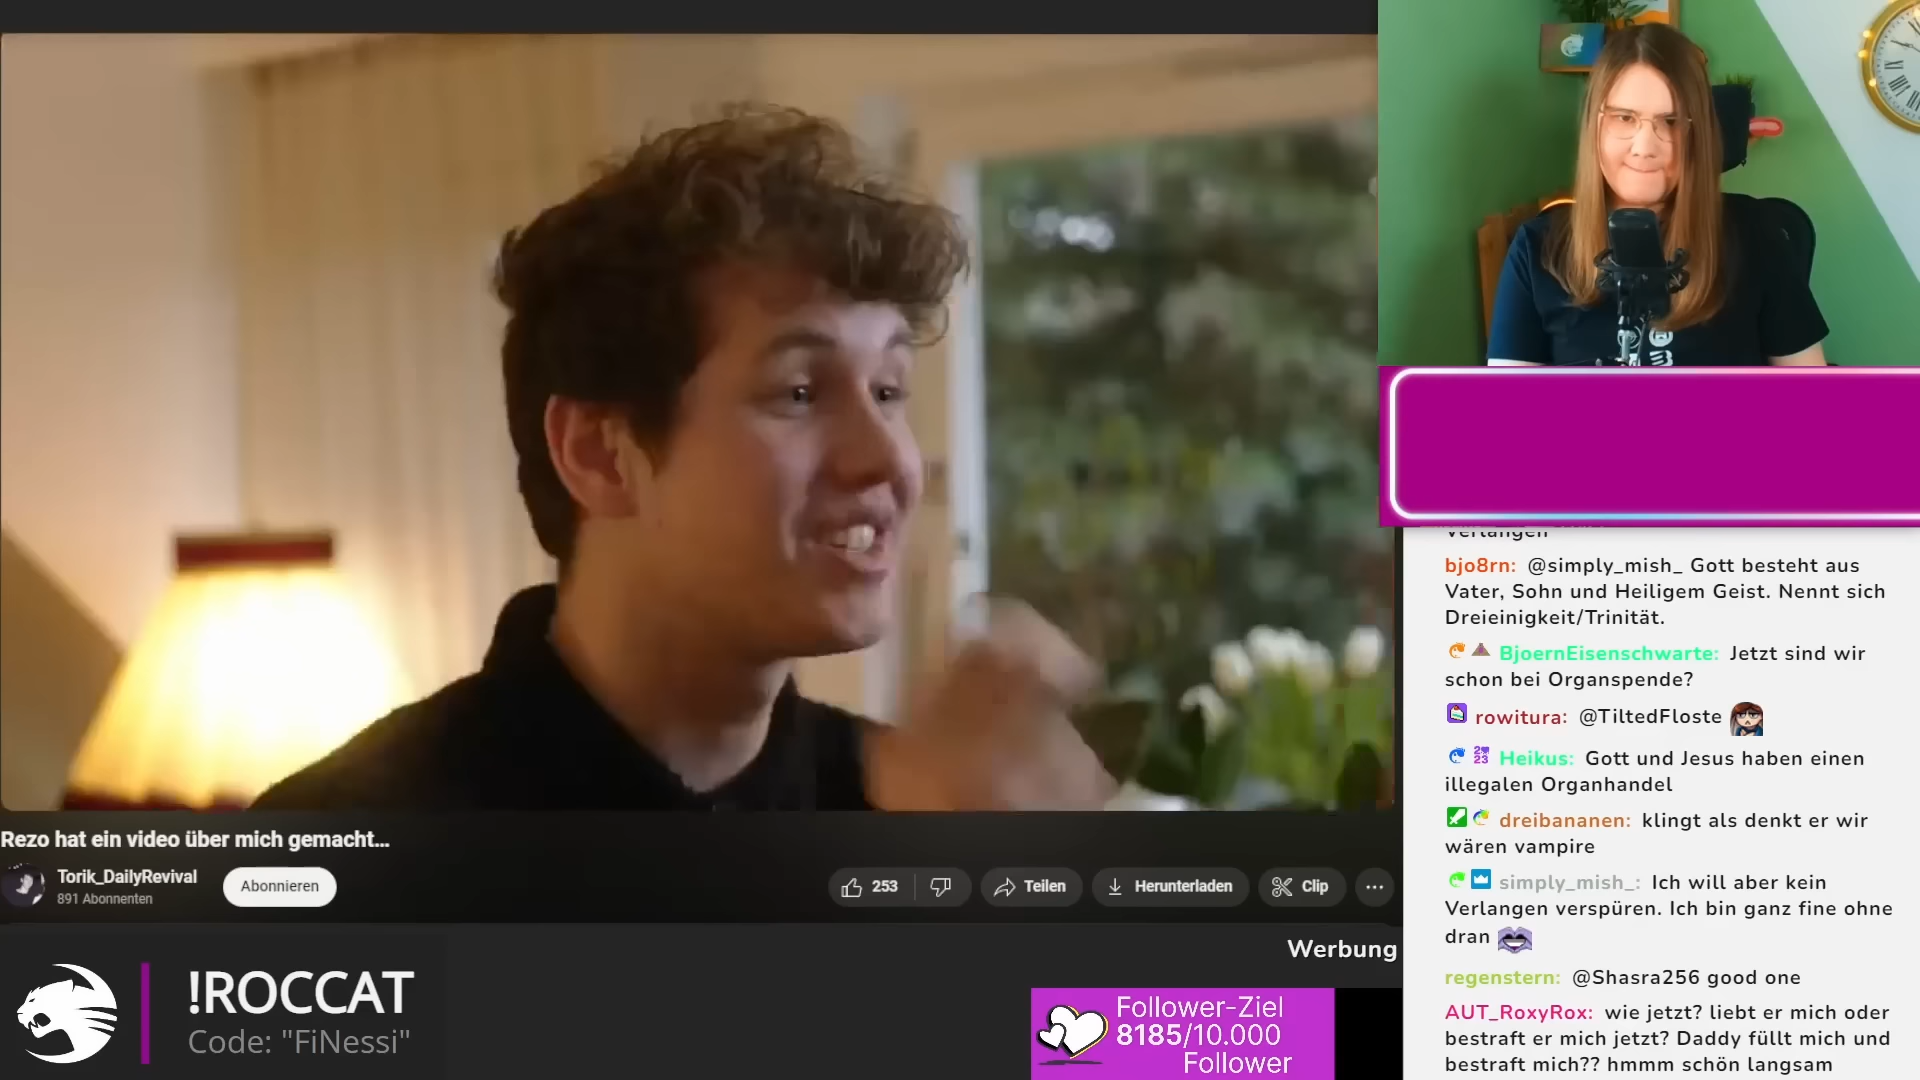 Verlangen
bjo8rn: @simply_mish_ Gott besteht aus
Vater, Sohn und Heiligem Geist. Nennt sich
Dreieinigkeit/Trinität.
BjoernEisenschwarte: Jetzt sind wir
schon bei Organspende?
rowitura: @TiltedFloste
2023 Heikus: Gott und Jesus haben einen
illegalen Organhandel
dreibananen: klingt als denkt er wir
wären vampire
simply_mish_: Ich will aber kein
Verlangen verspüren. Ich bin ganz fine ohne
dran
regenstern: @Shasra256 good one
AUT_RoxyRox: wie jetzt? liebt er mich oder
bestraft er mich jetzt? Daddy füllt mich und
bestraft mich?? hmmm schön langsam
Rezo hat ein video über mich gemacht...
Torik_DailyRevival
891 Abonnenten
Abonnieren
253
Teilen
Herunterladen
Clip
Werbung
!ROCCAT
Code: "FiNessi"
Follower-Ziel
8185/10.000
Follower